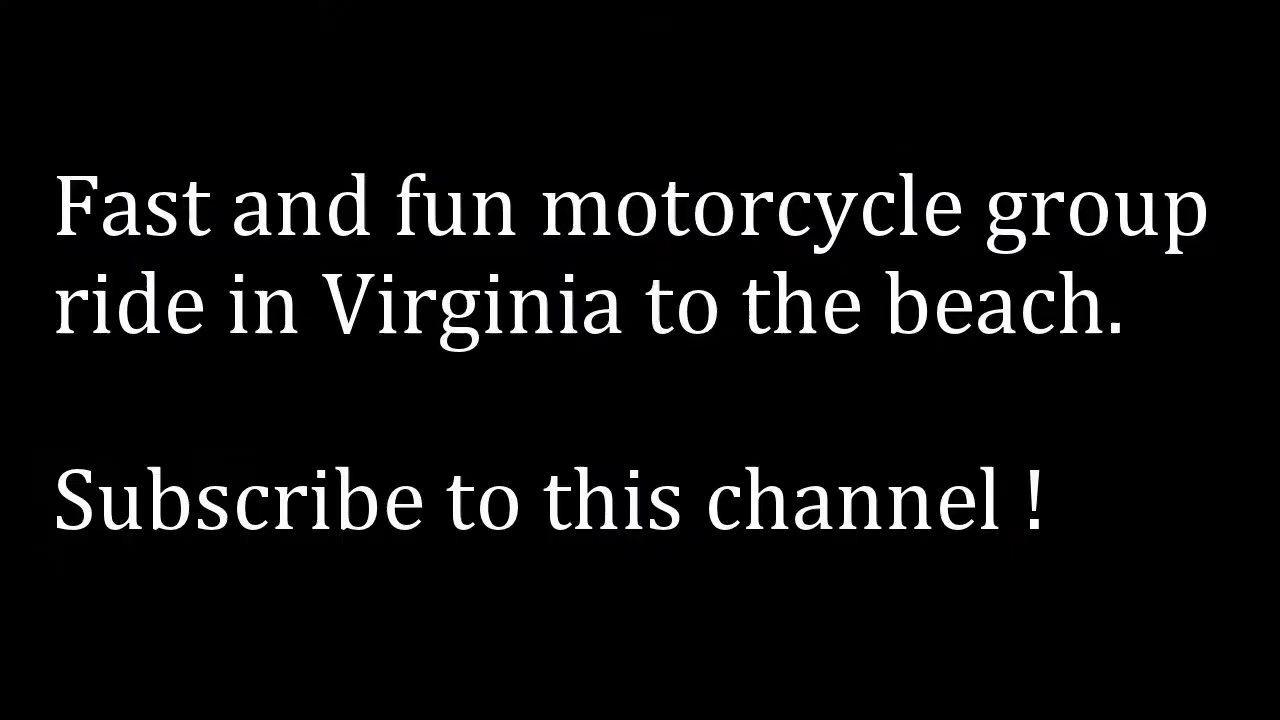 Fast and fun motorcycle group
ride in Virginia to the beach.
Subscribe to this channel !